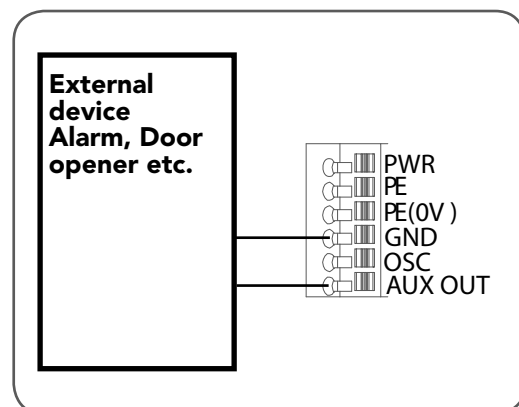 External
device
Alarm, Door
opener etc.
PWR
PE
PE(0V )
GND
OSC
AUX OUT